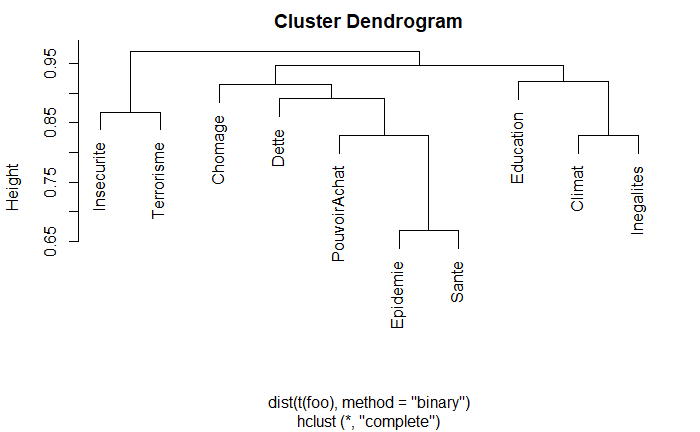 Cluster Dendrogram
Height
0.95
0.85
0.75
0.65
Insecurite
Terrorisme
Chomage
Dette
PouvoirAchat
Epidemie
Sante
Education
Climat
Inegalites
dist(t(foo), method = "binary")
hclust (*, "complete")